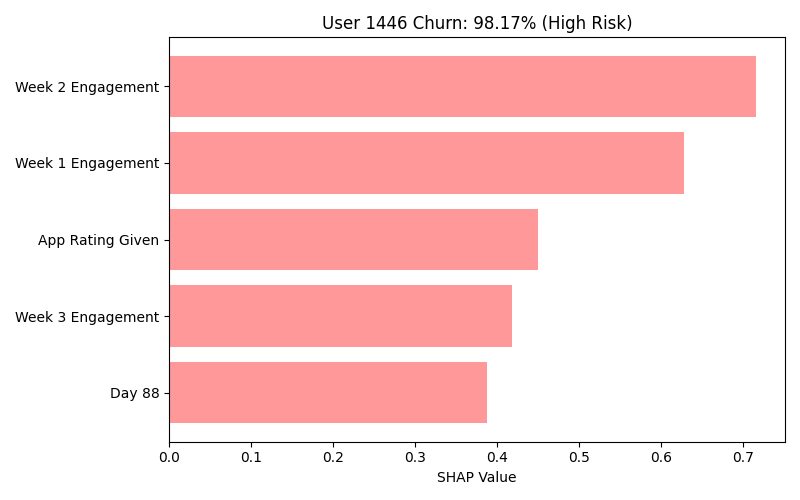 User 1446 Churn: 98.17% (High Risk)
Week 2 Engagement
Week 1 Engagement
App Rating Given
Week 3 Engagement
Day 88
0.0 0.1 0.2 0.3 0.4 0.5 0.6 0.7
SHAP Value